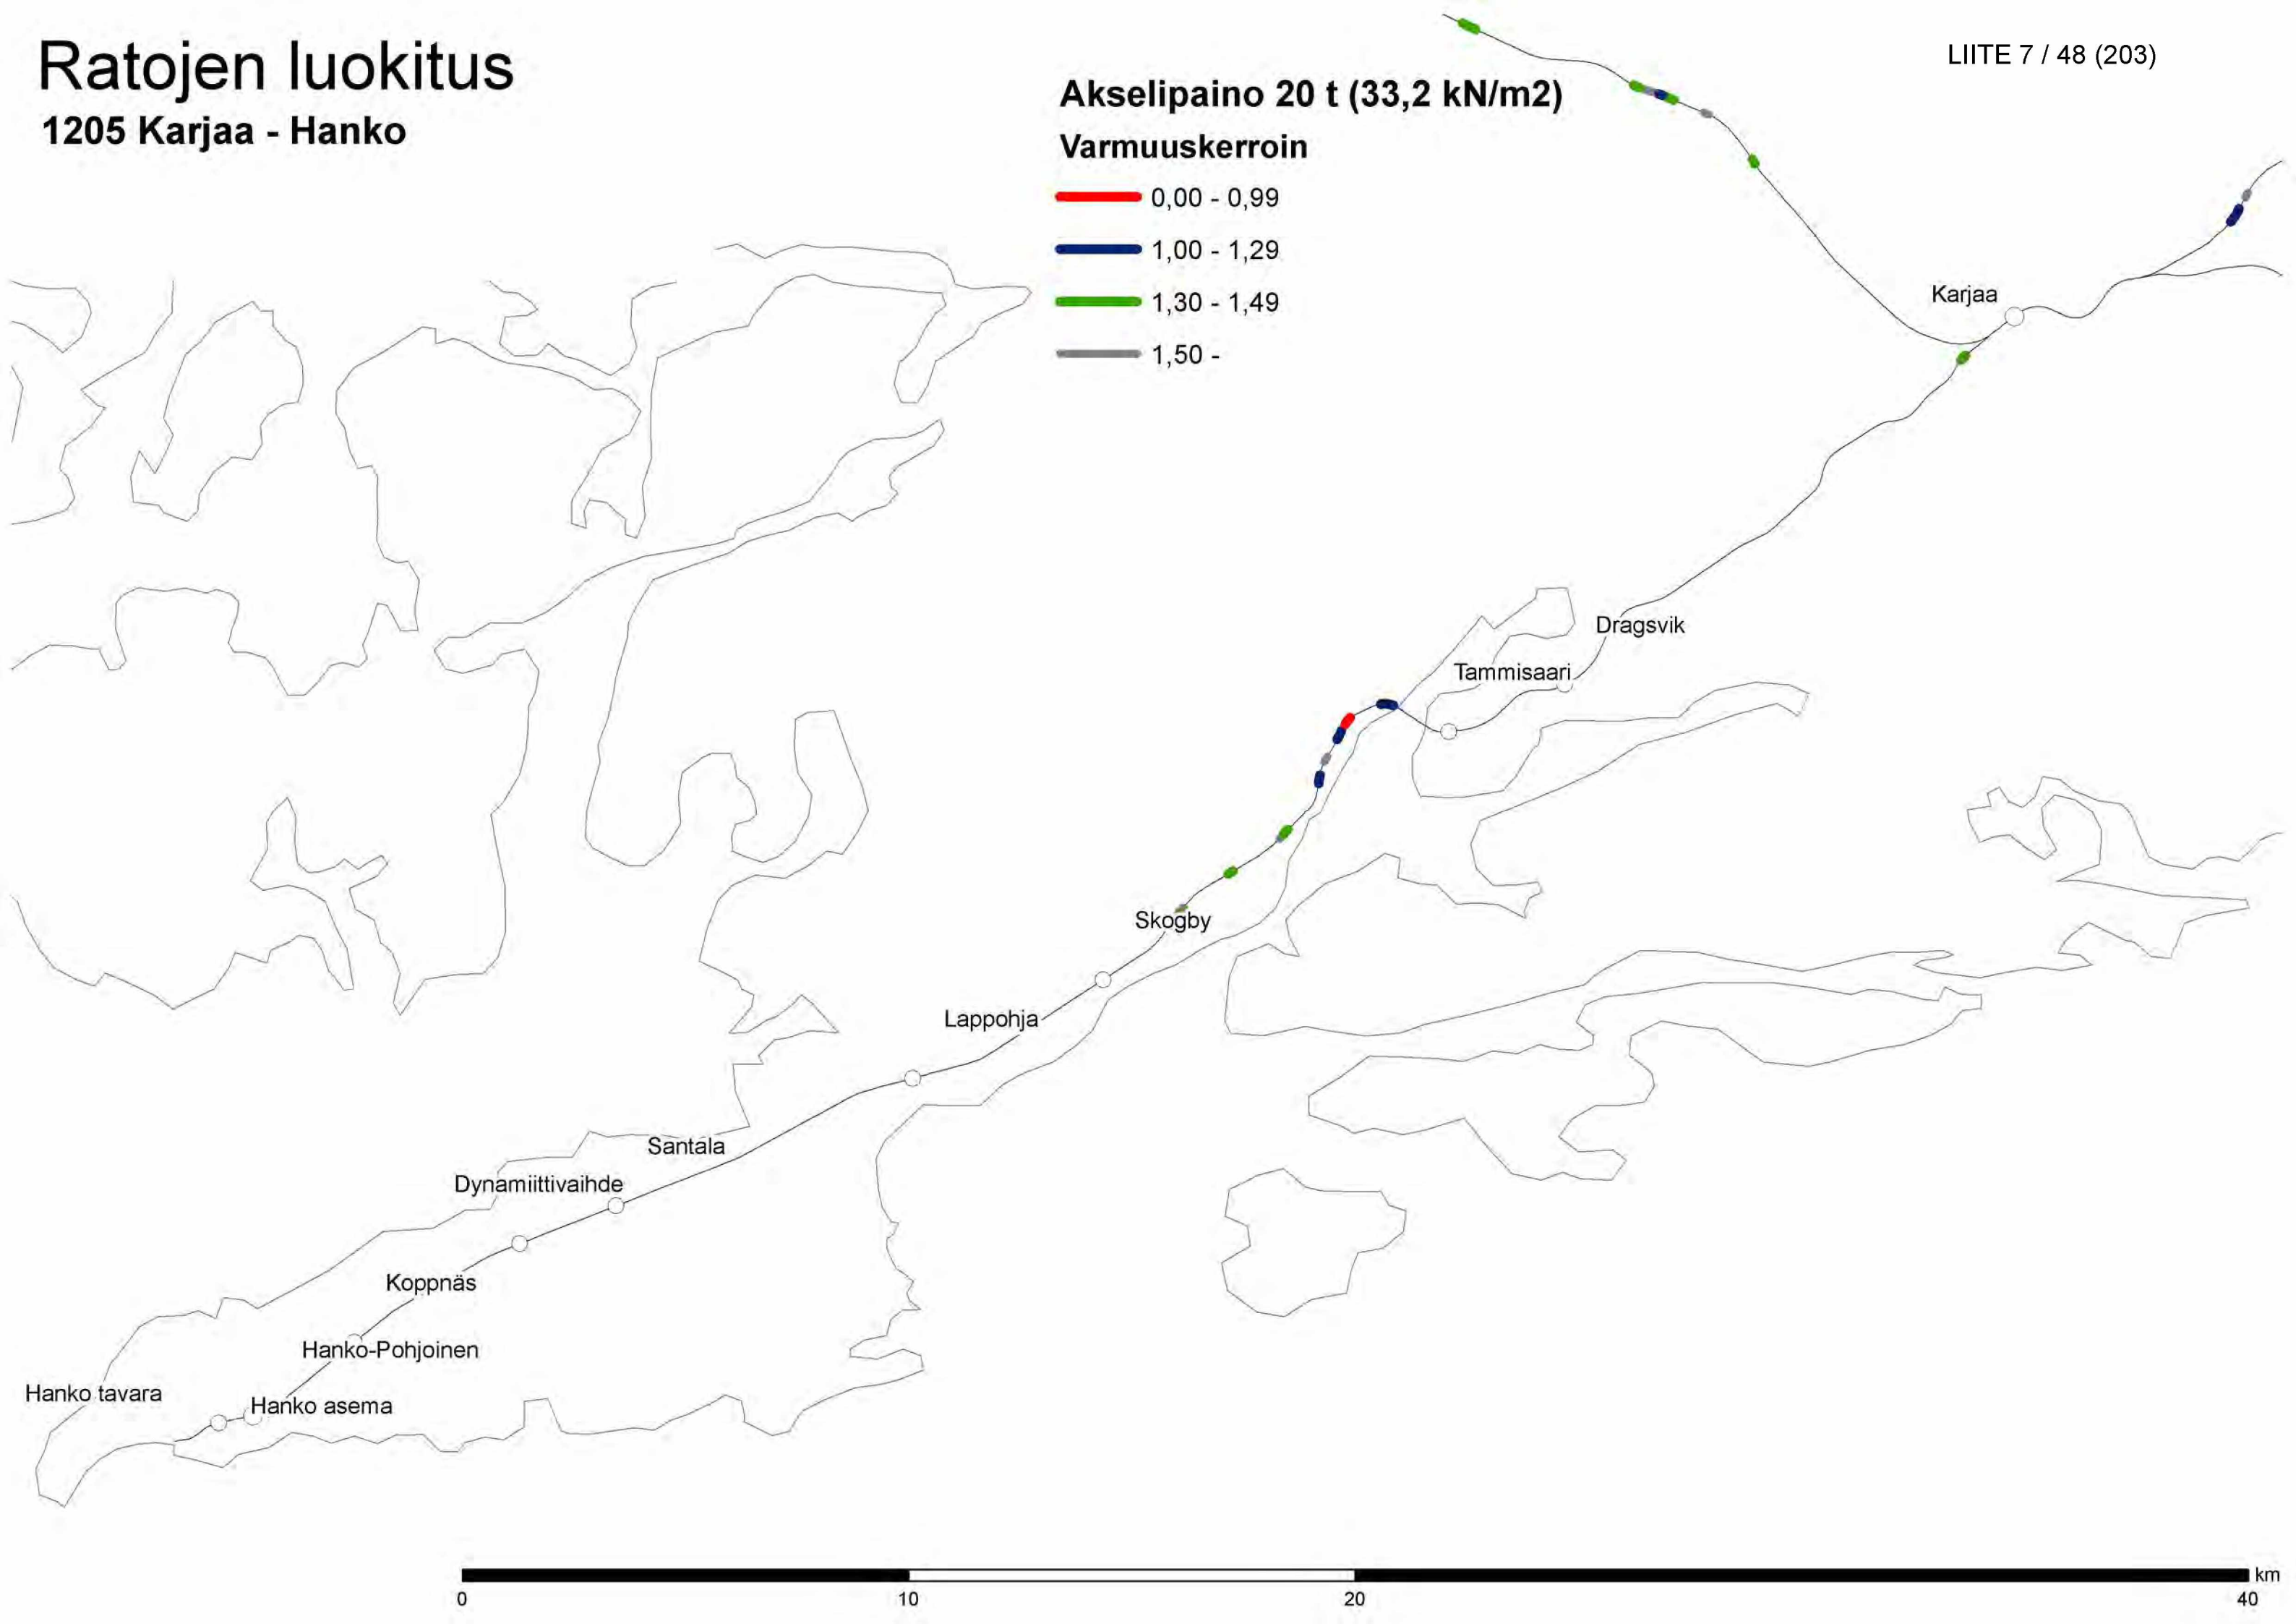 Ratojen luokitus
1205 Karjaa - Hanko
LIITE 7 / 48 (203)
Akselipaino 20 t (33,2 kN/m2)
Varmuuskerroin
0,00 - 0,99
1,00 - 1,29
1,30 - 1,49
1,50 -
Karjaa
Dragsvik
Tammisaari
Skogby
Lappohja
Santala
Dynamiittivaihde
Koppnäs
Hanko-Pohjoinen
Hanko tavara
Hanko asema
km
0 10 20 40